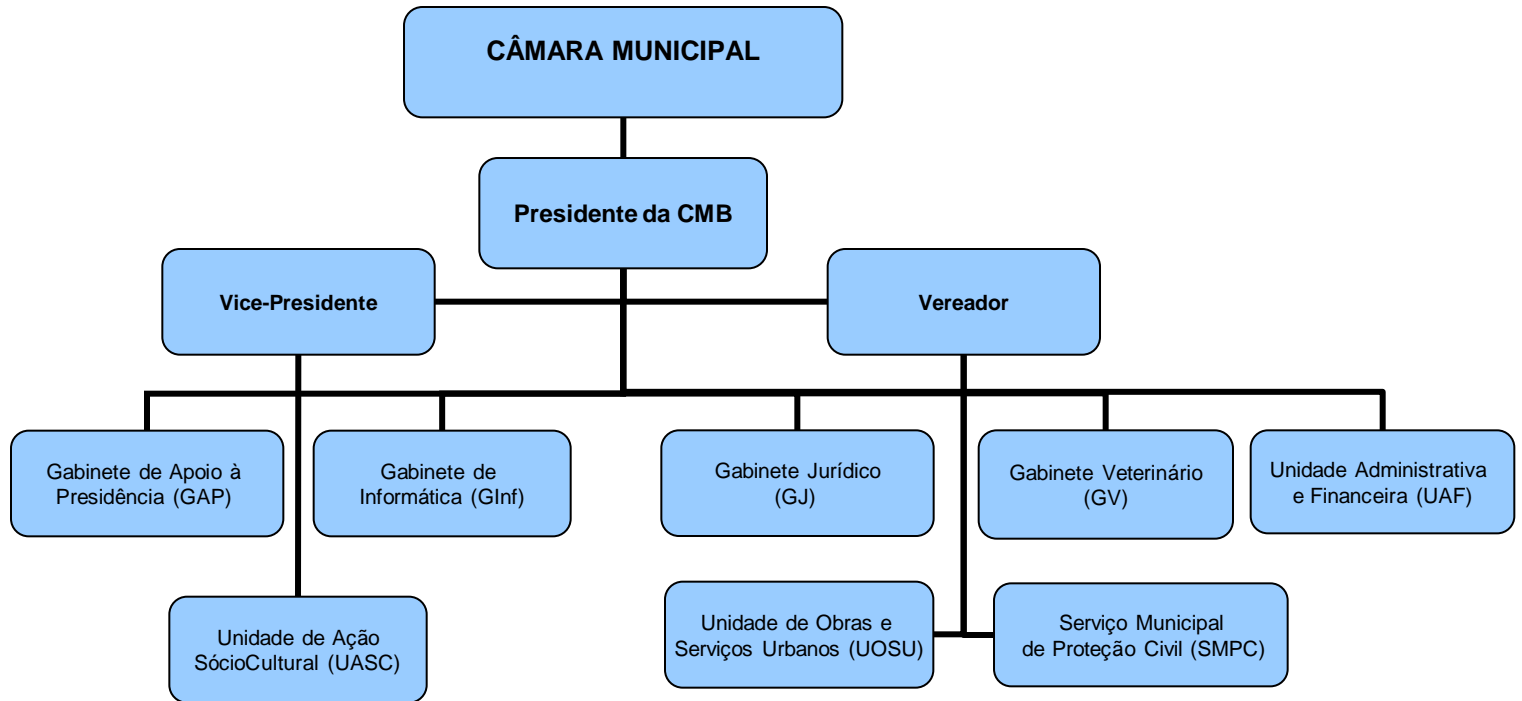 CÂMARA MUNICIPAL
Presidente da CMB
Vice-Presidente
Vereador
Gabinete de Apoio à
Presidência (GAP)
Gabinete de
Informática (GInf)
Gabinete Jurídico
(GJ)
Gabinete Veterinário
(GV)
Unidade Administrativa
e Financeira (UAF)
Unidade de Ação
SócioCultural (UASC)
Unidade de Obras e
Serviços Urbanos (UOSU)
Serviço Municipal
de Proteção Civil (SMPC)